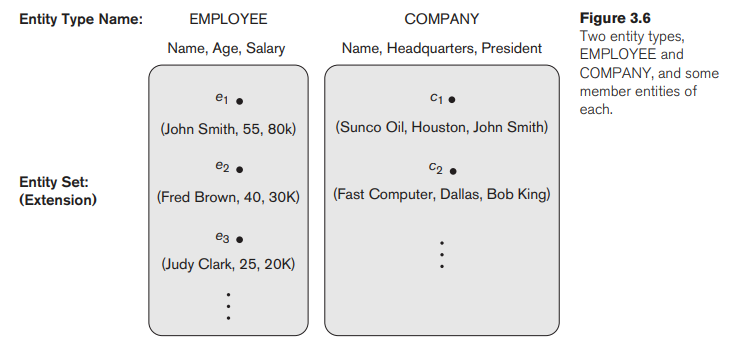 Entity Type Name:
EMPLOYEE
COMPANY
Name, Age, Salary
Name, Headquarters, President
Entity Set:
(Extension)
e1
(John Smith, 55, 80k)
e2
(Fred Brown, 40, 30K)
e3
(Judy Clark, 25, 20K)
c1
(Sunco Oil, Houston, John Smith)
c2
(Fast Computer, Dallas, Bob King)
Figure 3.6
Two entity types,
EMPLOYEE and
COMPANY, and some
member entities of
each.